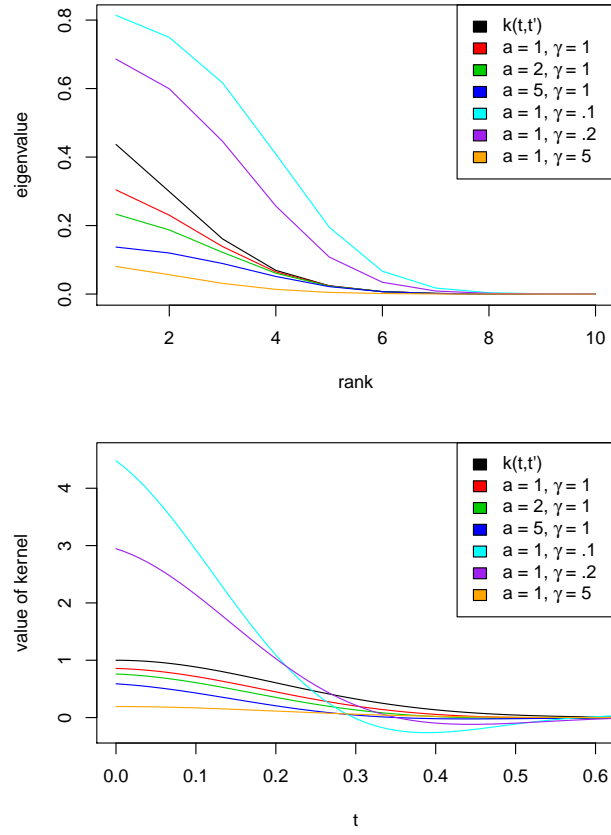 0.8
0.6
0.4
0.2
0.0
eigenvalue
k(t,t')
a = 1, γ = 1
a = 2, γ = 1
a = 5, γ = 1
a = 1, γ = .1
a = 1, γ = .2
a = 1, γ = 5
2 4 6 8 10
rank
4
3
2
1
0
value of kernel
k(t,t')
a = 1, γ = 1
a = 2, γ = 1
a = 5, γ = 1
a = 1, γ = .1
a = 1, γ = .2
a = 1, γ = 5
0.0 0.1 0.2 0.3 0.4 0.5 0.6
t